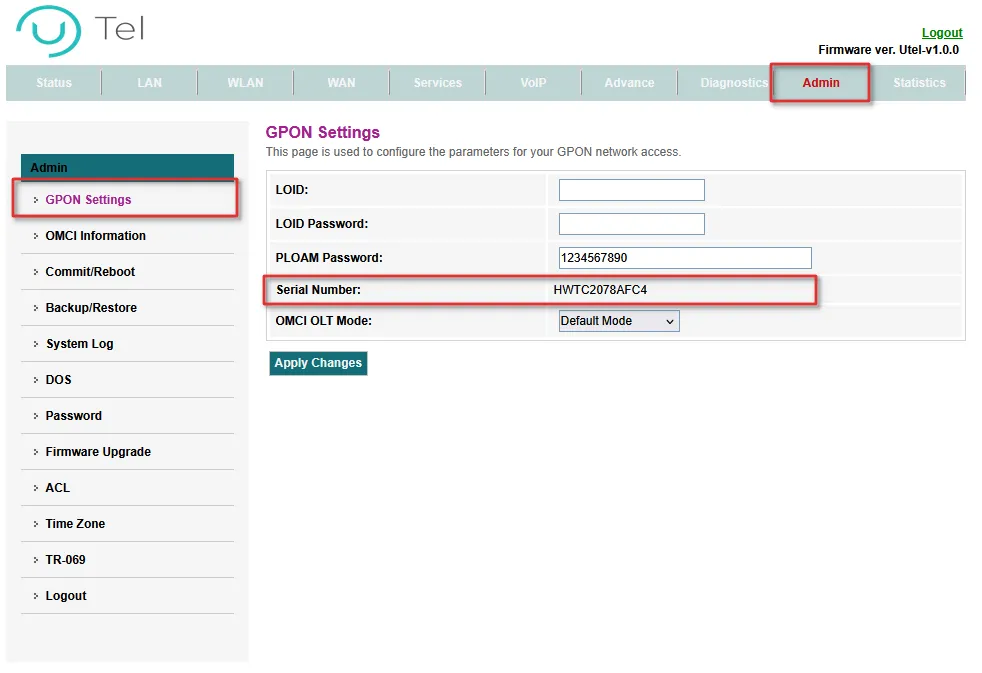 Tel
Logout
Firmware ver. Utel-v1.0.0
Status LAN WLAN WAN Services VoIP Advance Diagnostics Admin Statistics
Admin
GPON Settings
OMCI Information
Commit/Reboot
Backup/Restore
System Log
DOS
Password
Firmware Upgrade
ACL
Time Zone
TR-069
Logout
GPON Settings
This page is used to configure the parameters for your GPON network access.
LOID:
LOID Password:
PLOAM Password: 1234567890
Serial Number: HWTC2078AFC4
OMCI OLT Mode: Default Mode
Apply Changes